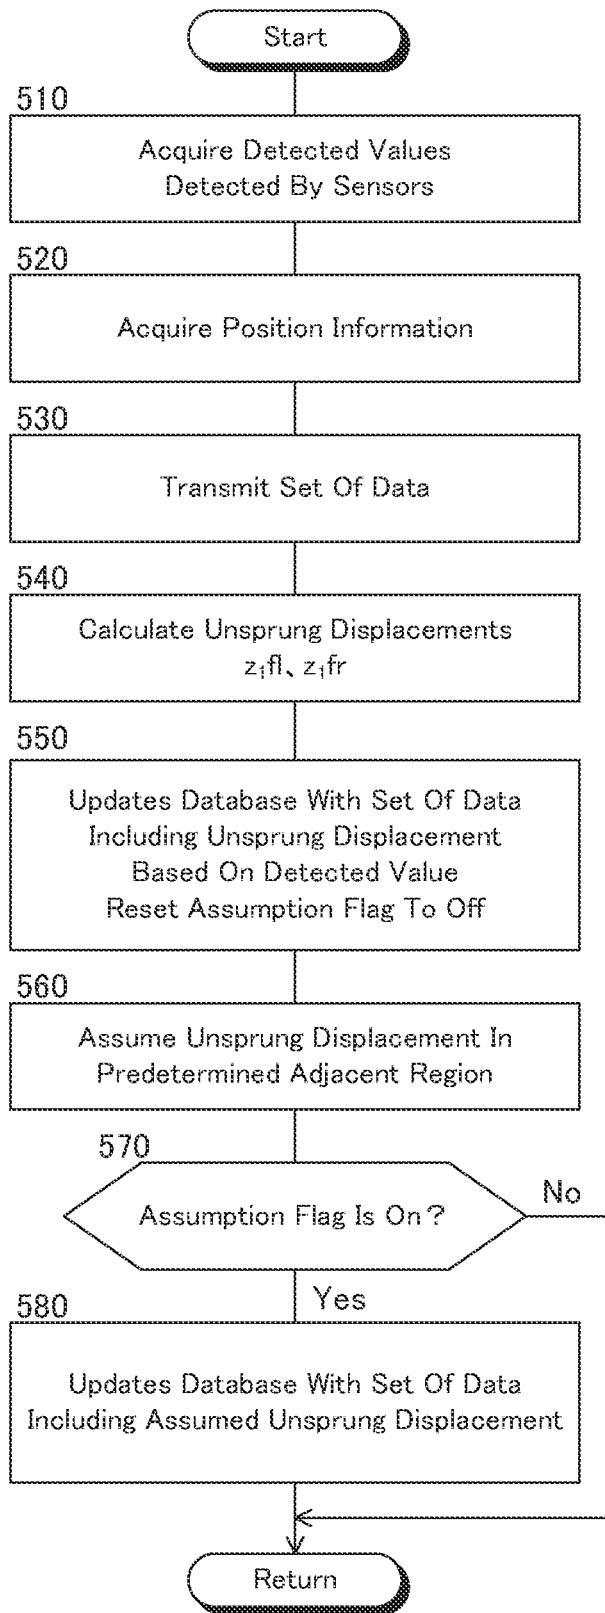 Start
510
Acquire Detected Values
Detected By Sensors
520
Acquire Position Information
530
Transmit Set Of Data
540
Calculate Unsprung Displacements
z₁fl、z₁fr
550
Updates Database With Set Of Data
Including Unsprung Displacement
Based On Detected Value
Reset Assumption Flag To Off
560
Assume Unsprung Displacement In
Predetermined Adjacent Region
570
Assumption Flag Is On?
No
Yes
580
Updates Database With Set Of Data
Including Assumed Unsprung Displacement
Return